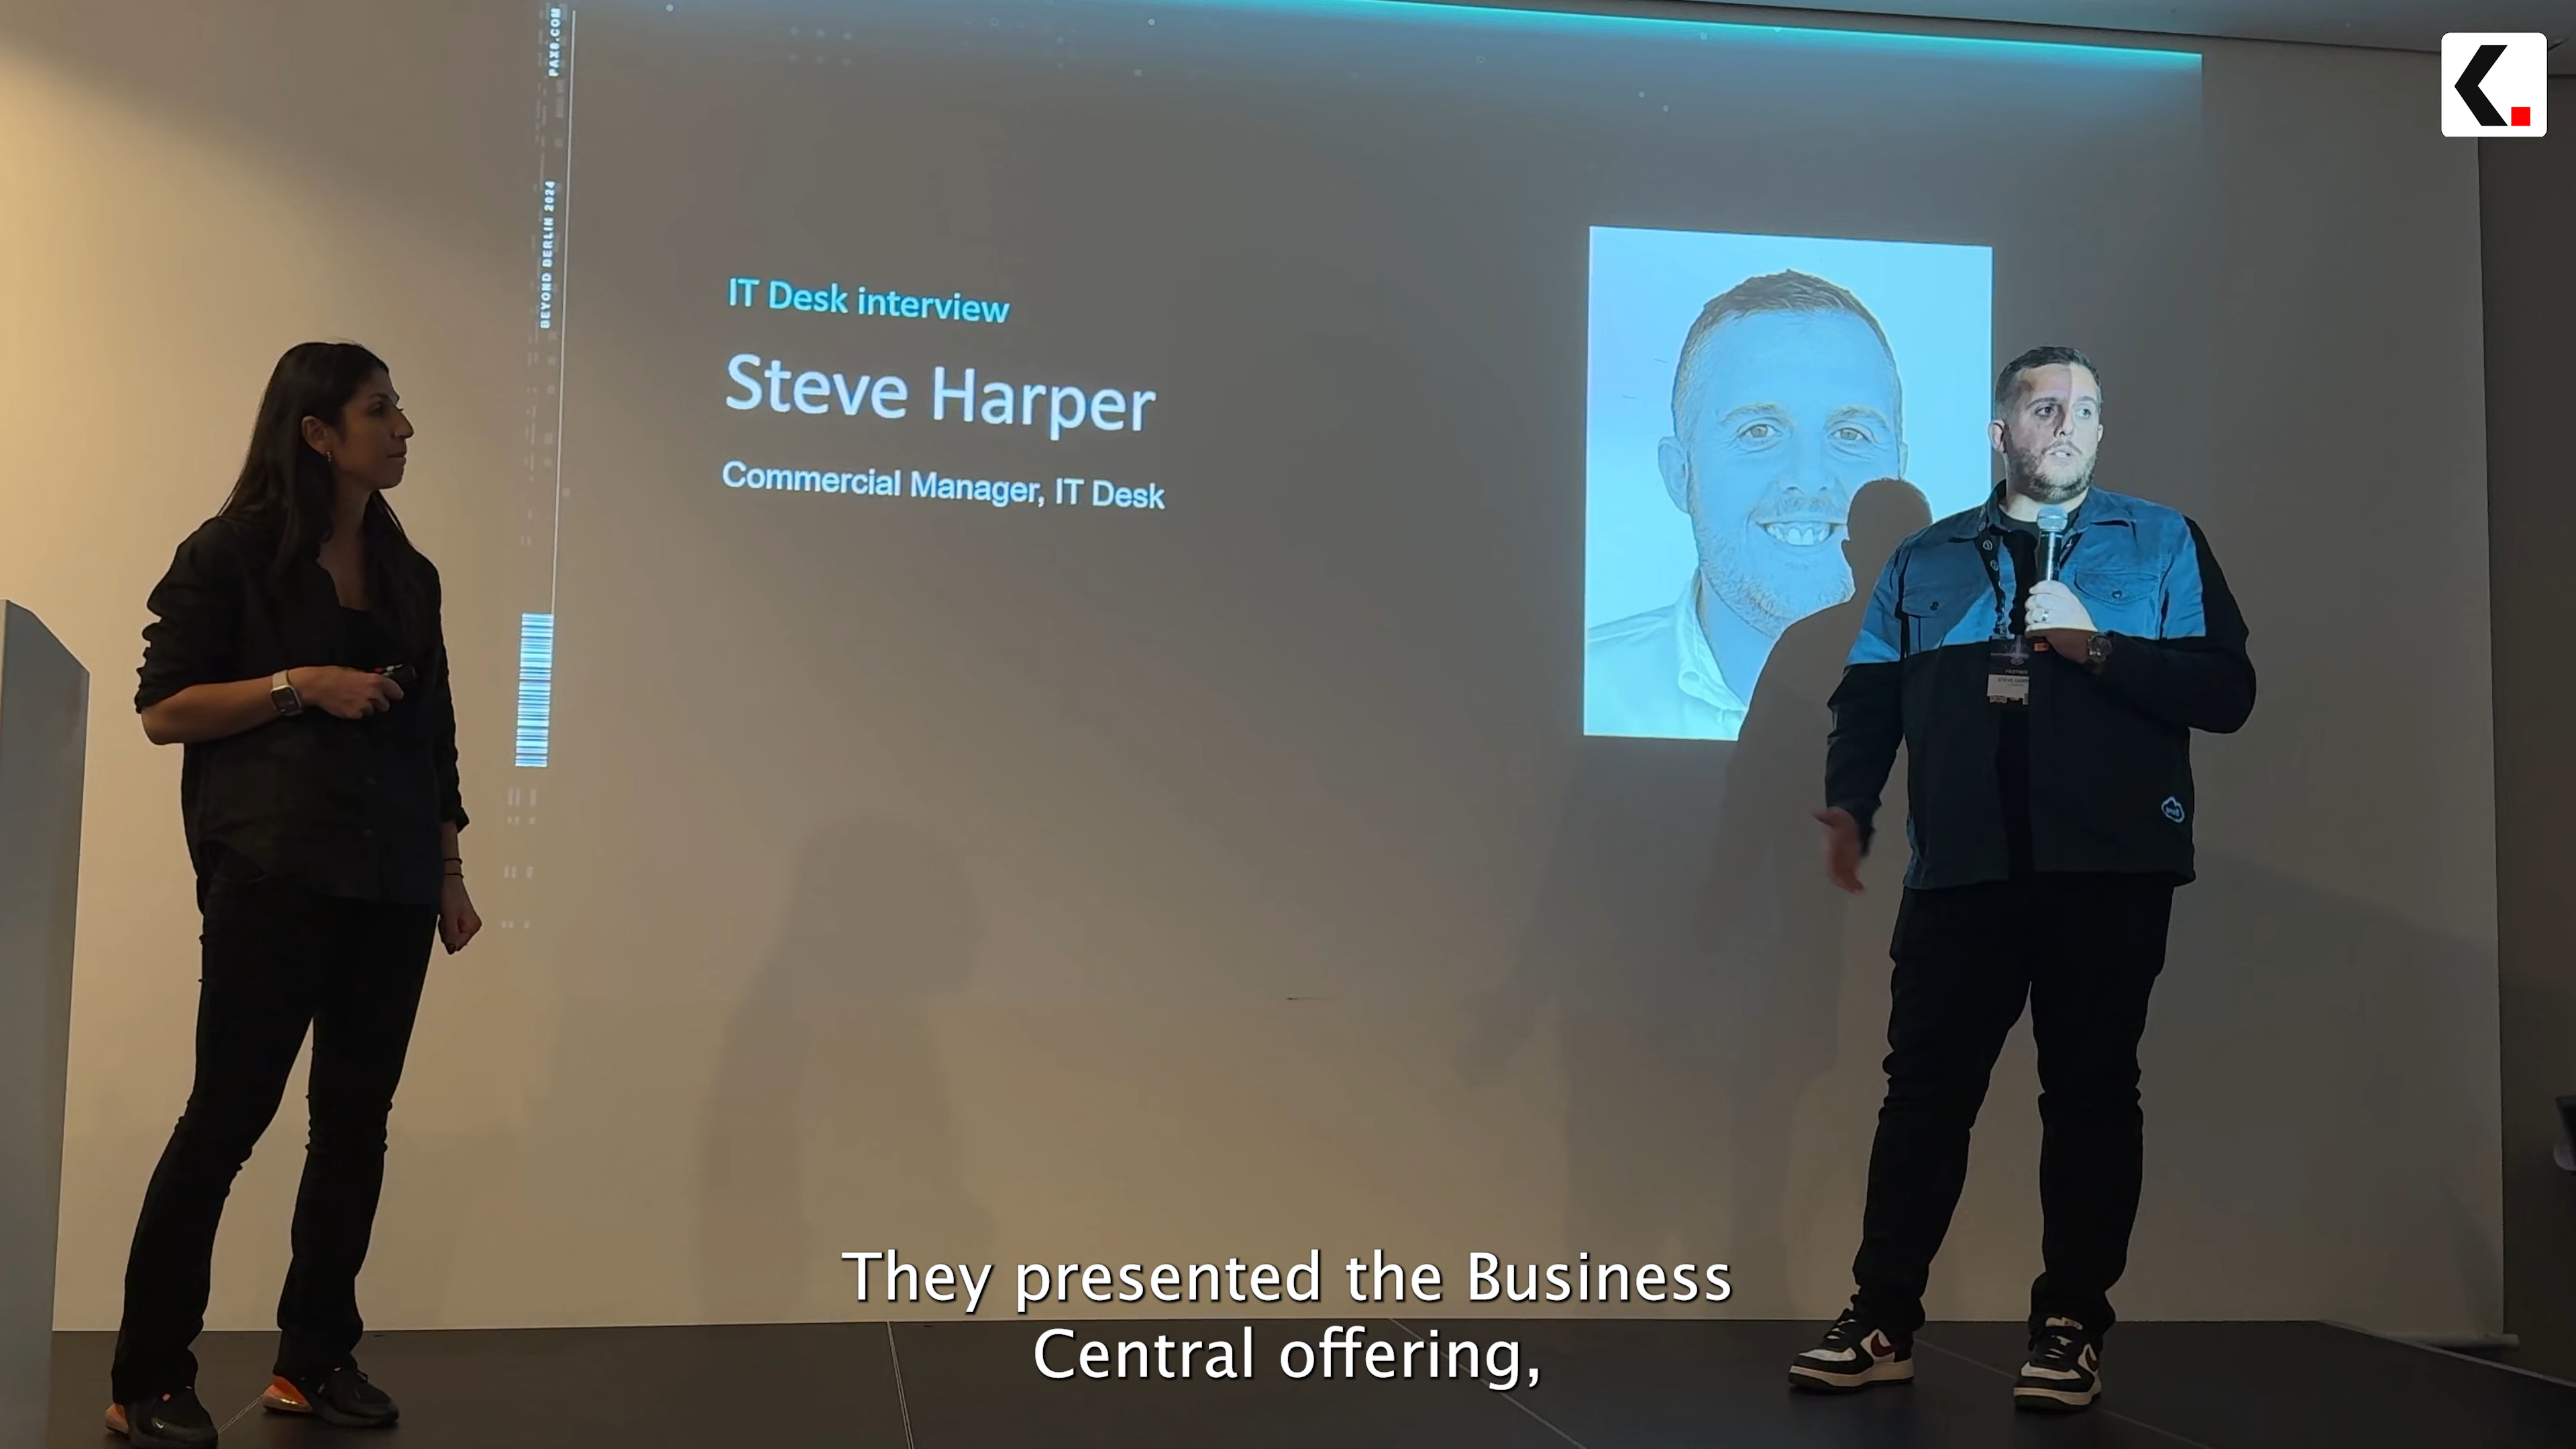 PAX8.COM
BEYOND BERLIN 2024
IT Desk interview
Steve Harper
Commercial Manager, IT Desk
They presented the Business
Central offering,